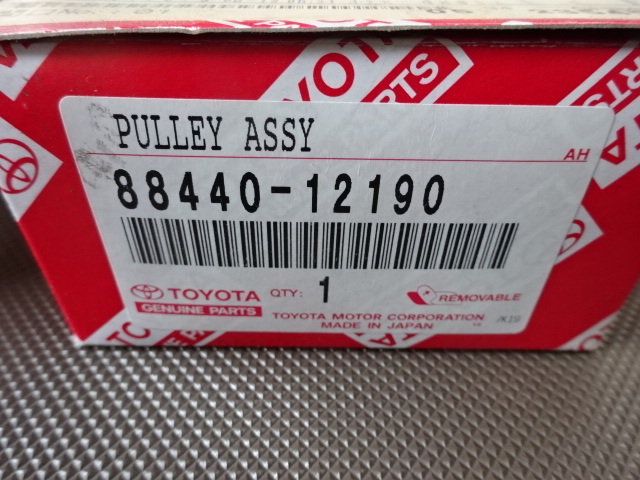 PULLEY ASSY
AH
88440-12190
TOYOTA QTY: 1 REMOVABLE
GENUINE PARTS
TOYOTA MOTOR CORPORATION
MADE IN JAPAN